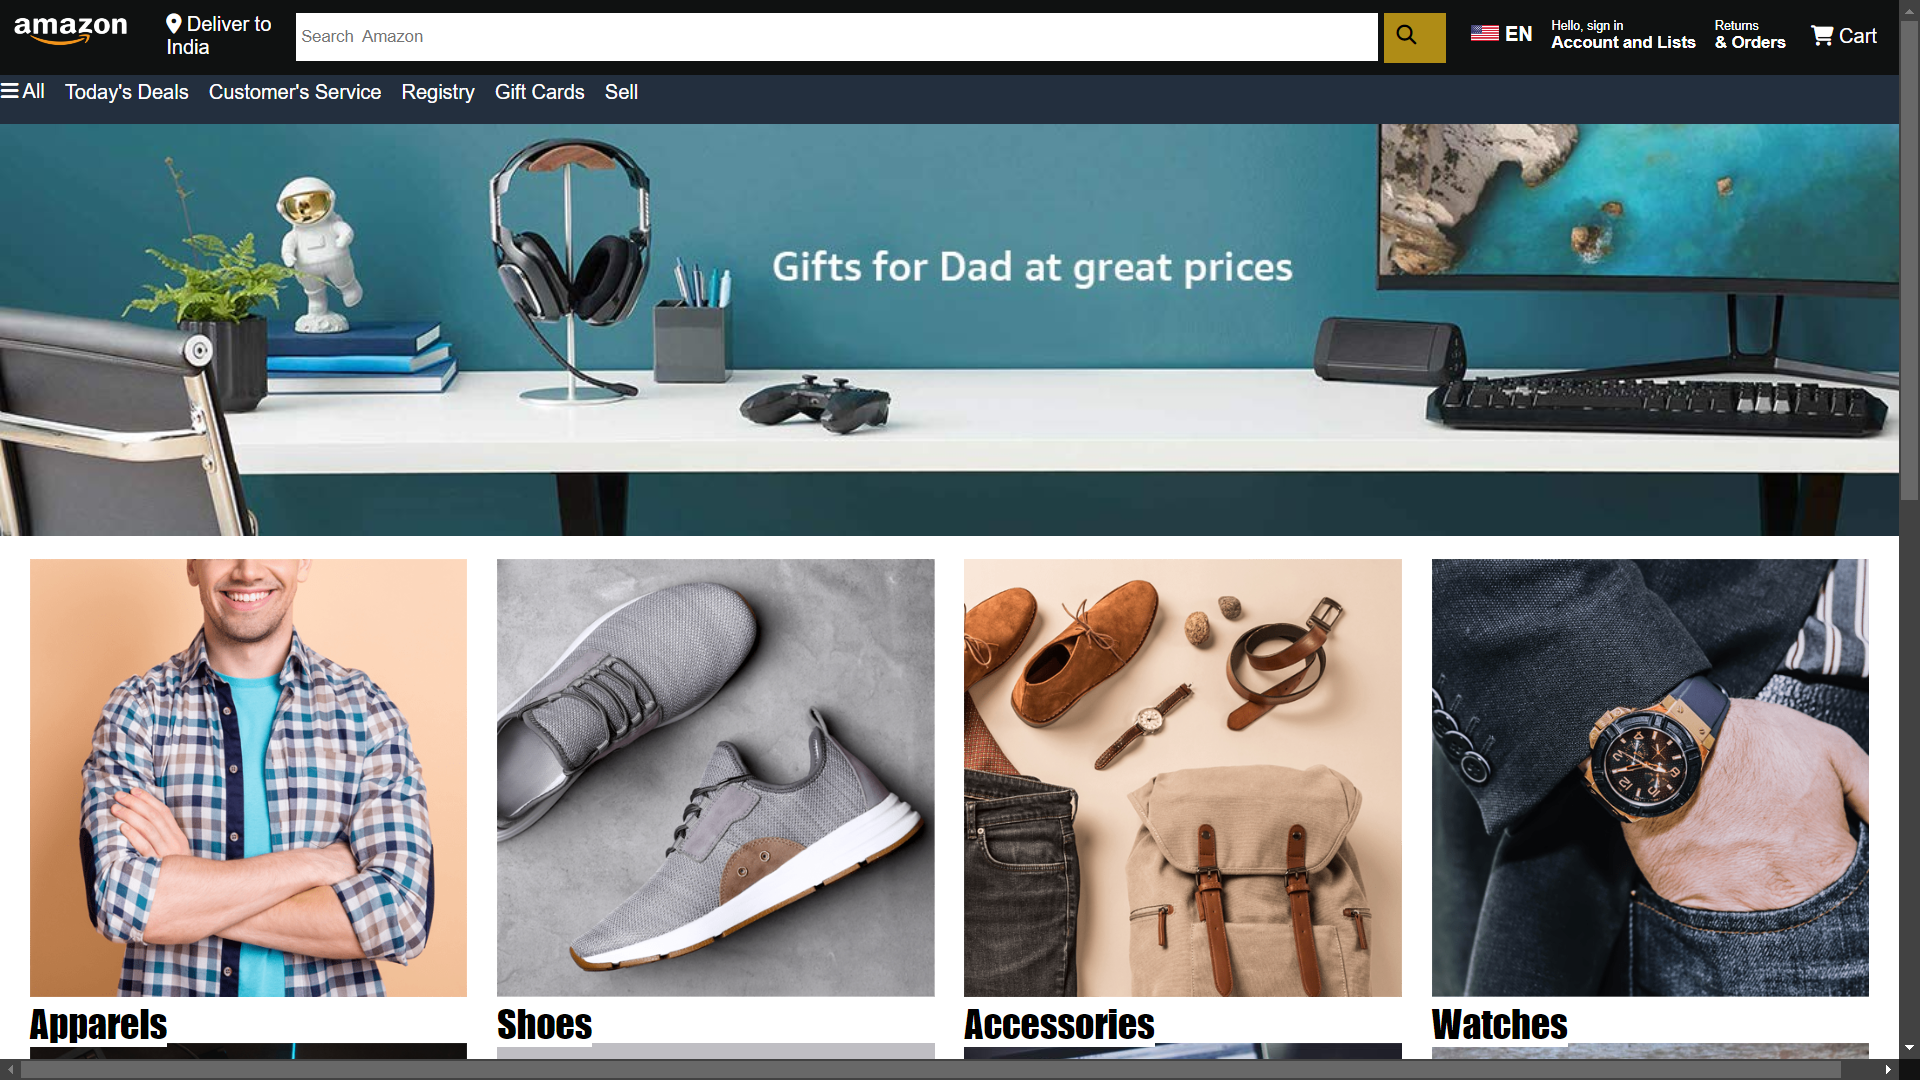 amazon
Deliver to
India
Search Amazon
EN
Hello, sign in
Account and Lists
Returns
& Orders
Cart
All
Today's Deals
Customer's Service
Registry
Gift Cards
Sell
Gifts for Dad at great prices
Apparels
Shoes
Accessories
Watches